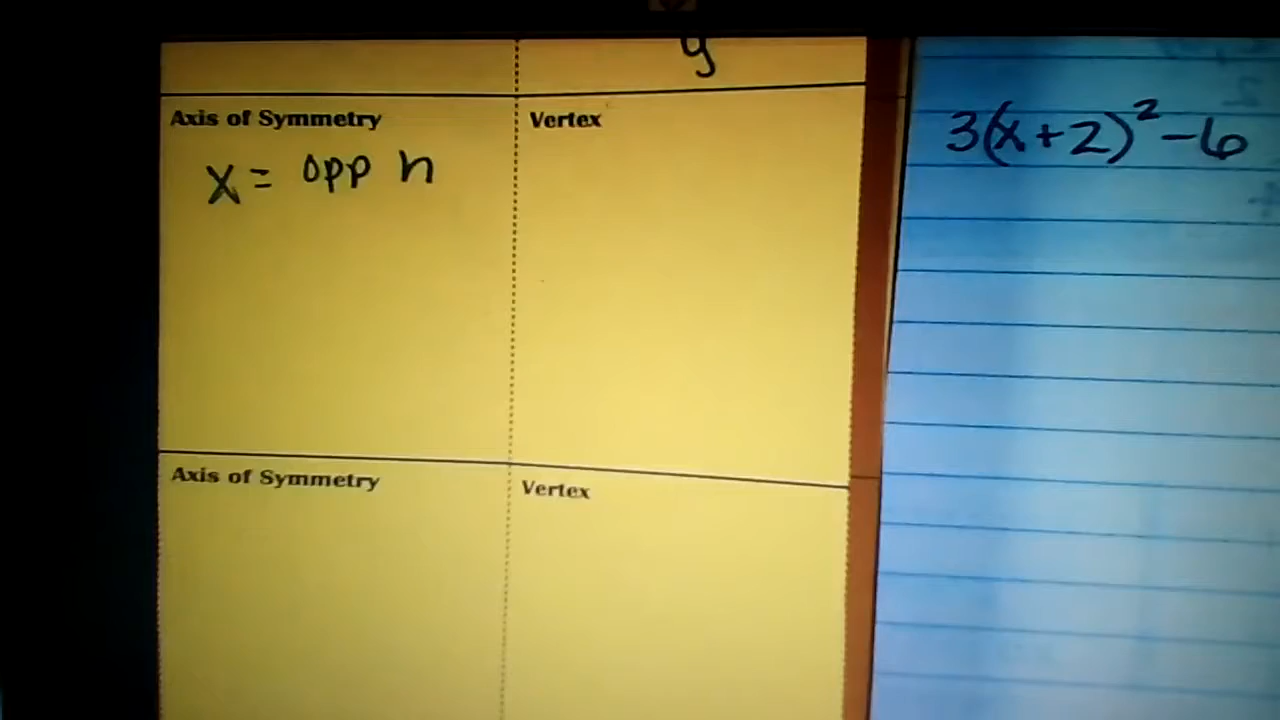 y
Axis of Symmetry
Vertex
x = opp h
3(x+2)²-6
Axis of Symmetry
Vertex